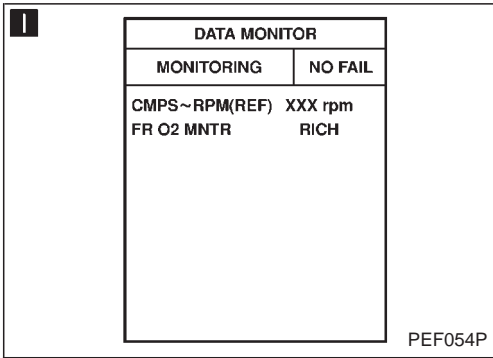 I
DATA MONITOR
MONITORING NO FAIL
CMPS~RPM(REF) XXX rpm
FR O2 MNTR RICH
PEF054P